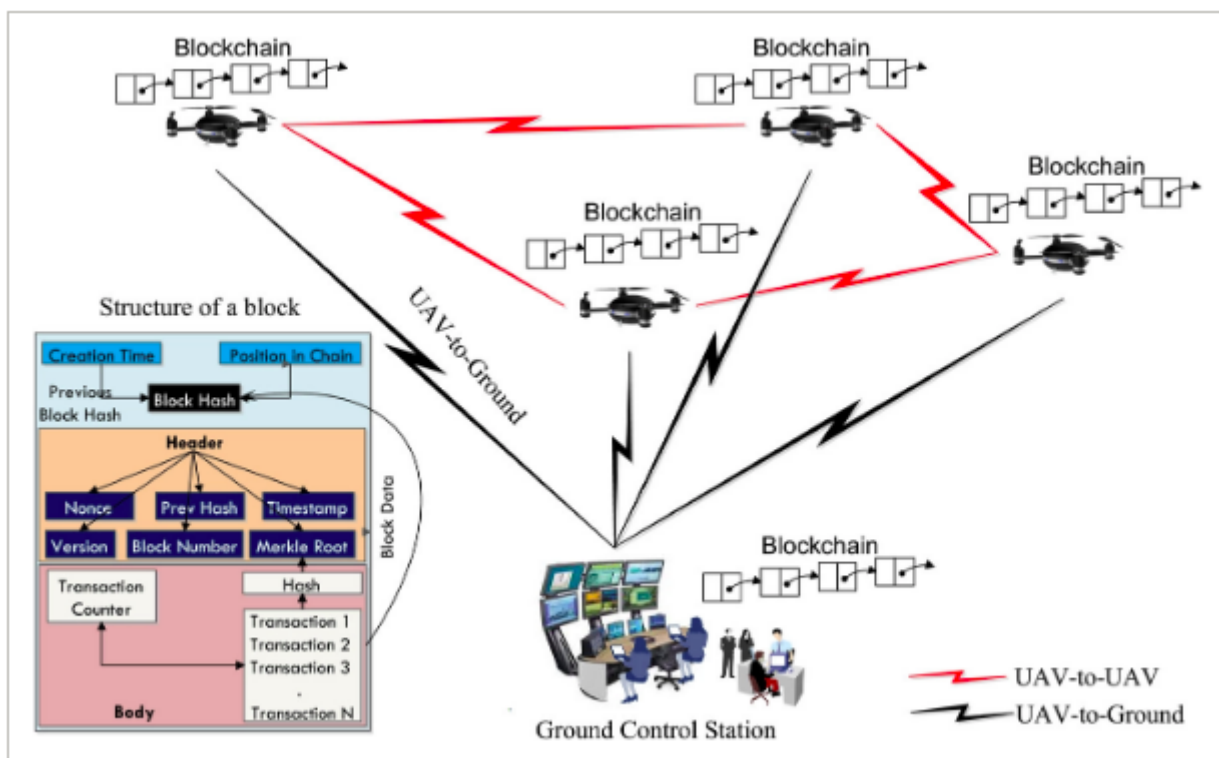 Blockchain
Blockchain
Blockchain
Blockchain
UAV-to-Ground
Structure of a block
Creation Time
Position in Chain
Previous
Block Hash
Block Hash
Header
Nonce
Prev Hash
Timestamp
Version
Block Number
Merkle Root
Block Data
Transaction
Counter
Hash
Transaction 1
Transaction 2
Transaction 3
.
Transaction N
Body
Blockchain
Ground Control Station
UAV-to-UAV
UAV-to-Ground